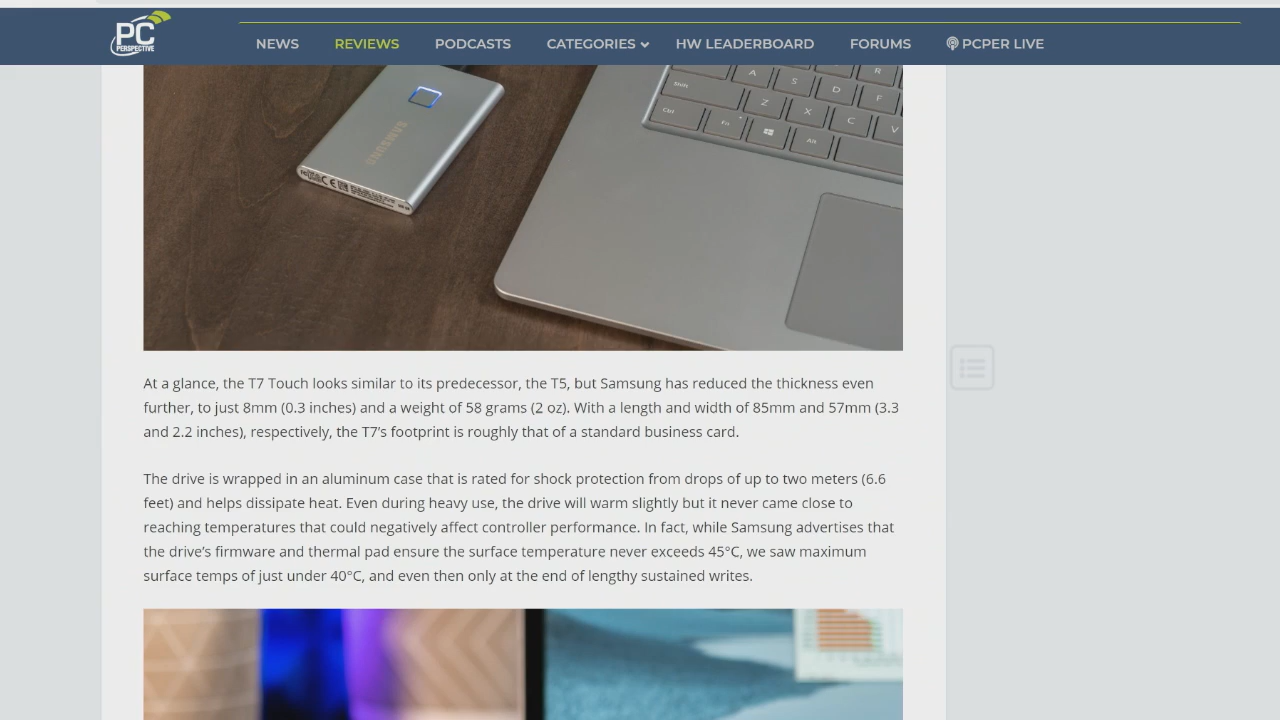 PC
PERSPECTIVE
NEWS
REVIEWS
PODCASTS
CATEGORIES
HW LEADERBOARD
FORUMS
PCPER LIVE
SAMSUNG
A
S
D
F
R
Shift
Z
X
C
V
Ctrl
Fn
Alt
At a glance, the T7 Touch looks similar to its predecessor, the T5, but Samsung has reduced the thickness even
further, to just 8mm (0.3 inches) and a weight of 58 grams (2 oz). With a length and width of 85mm and 57mm (3.3
and 2.2 inches), respectively, the T7’s footprint is roughly that of a standard business card.
The drive is wrapped in an aluminum case that is rated for shock protection from drops of up to two meters (6.6
feet) and helps dissipate heat. Even during heavy use, the drive will warm slightly but it never came close to
reaching temperatures that could negatively affect controller performance. In fact, while Samsung advertises that
the drive’s firmware and thermal pad ensure the surface temperature never exceeds 45°C, we saw maximum
surface temps of just under 40°C, and even then only at the end of lengthy sustained writes.